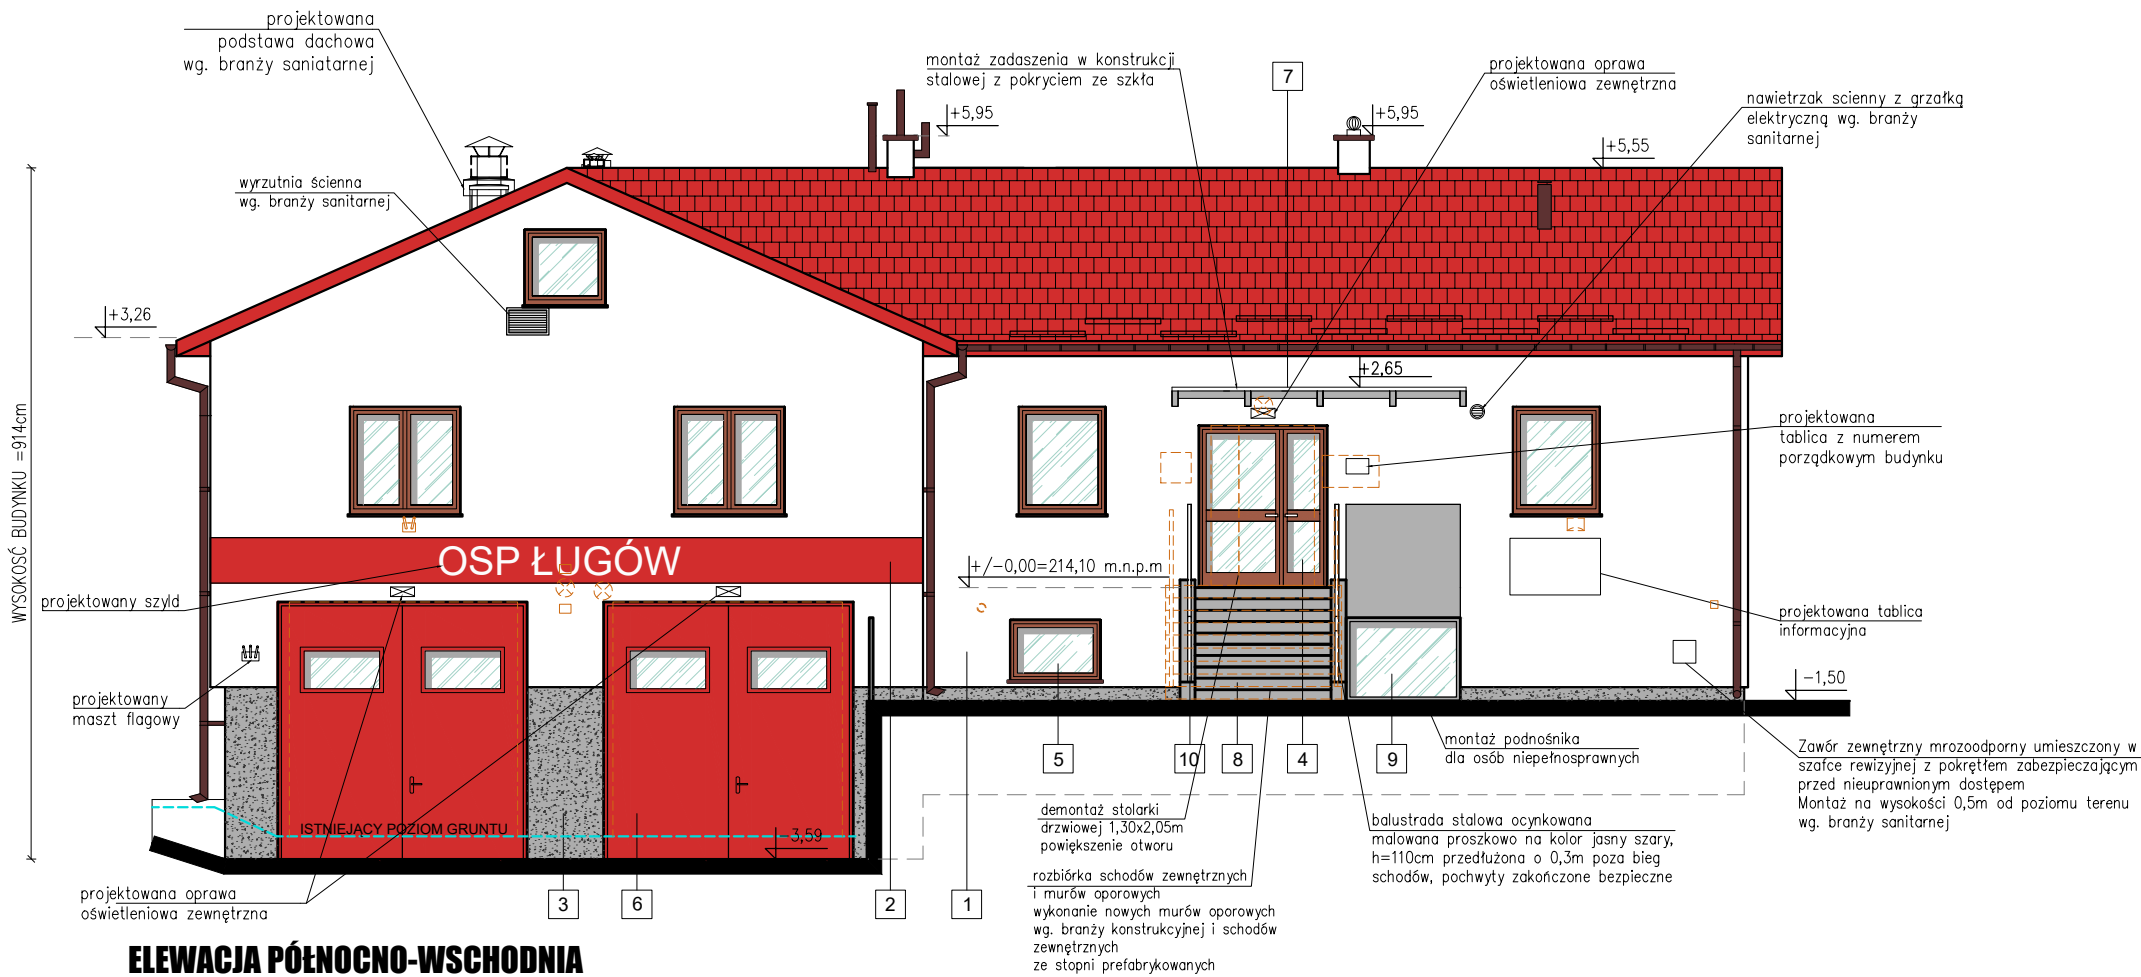 projektowana
podstawa dachowa
wg. branży saniatarnej
montaż zadaszenia w konstrukcji
stalowej z pokryciem ze szkła
7
projektowana oprawa
oświetleniowa zewnętrzna
nawietrzak scienny z grzałką
elektryczną wg. branży
sanitarnej
+5,95
+5,95
+5,55
wyrzutnia ścienna
wg. branży sanitarnej
+3,26
+2,65
WYSOKOŚĆ BUDYNKU =914cm
projektowana
tablica z numerem
porządkowym budynku
OSP ŁUGÓW
+/-0,00=214,10 m.n.p.m
projektowany szyld
projektowana tablica
informacyjna
projektowany
maszt flagowy
-1,50
5
10
8
4
9
montaż podnośnika
dla osób niepełnosprawnych
Zawór zewnętrzny mrozoodporny umieszczony w
szafce rewizyjnej z pokrętłem zabezpieczającym
przed nieuprawnionym dostępem
Montaż na wysokości 0,5m od poziomu terenu
wg. branży sanitarnej
ISTNIEJĄCY POZIOM GRUNTU
-3,59
demontaż stolarki
drzwiowej 1,30x2,05m
powiększenie otworu
balustrada stalowa ocynkowana
malowana proszkowo na kolor jasny szary,
h=110cm przedłużona o 0,3m poza bieg
schodów, pochwyty zakończone bezpieczne
projektowana oprawa
oświetleniowa zewnętrzna
3
6
2
1
rozbiórka schodów zewnętrznych
i murów oporowych
wykonanie nowych murów oporowych
wg. branży konstrukcyjnej i schodów
zewnętrznych
ze stopni prefabrykowanych
ELEWACJA PÓŁNOCNO-WSCHODNIA